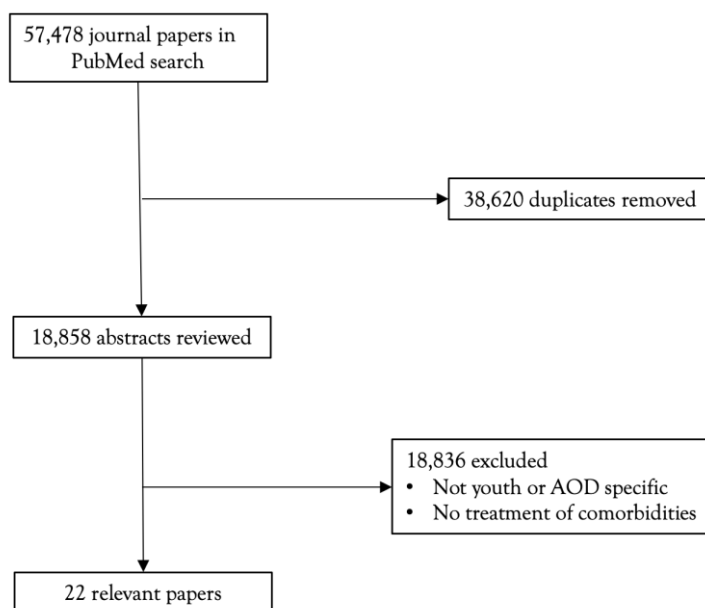 57,478 journal papers in
PubMed search
38,620 duplicates removed
18,858 abstracts reviewed
18,836 excluded
• Not youth or AOD specific
• No treatment of comorbidities
22 relevant papers